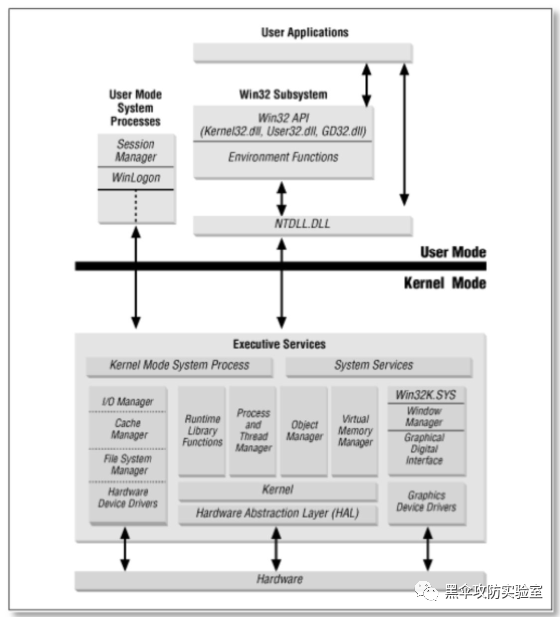 User Applications
User Mode
System
Processes
Session
Manager
WinLogon
Win32 Subsystem
Win32 API
(Kernel32.dll, User32.dll, GD32.dll)
Environment Functions
NTDLL.DLL
User Mode
Kernel Mode
Executive Services
Kernel Mode System Process
System Services
I/O Manager
Cache
Manager
File System
Manager
Hardware
Device Drivers
Runtime
Library
Functions
Process
and
Thread
Manager
Object
Manager
Virtual
Memory
Manager
Win32K.SYS
Window
Manager
Graphical
Digital
Interface
Graphics
Device Drivers
Kernel
Hardware Abstraction Layer (HAL)
Hardware
黑伞攻防实验室